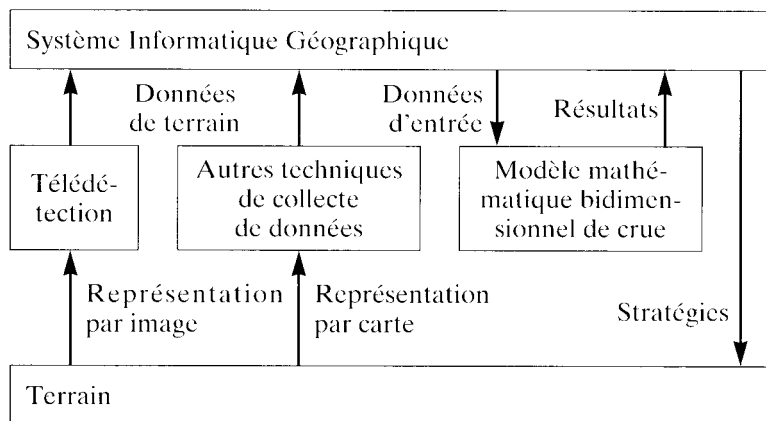 Système Informatique Géographique
Données
de terrain
Données
d'entrée
Résultats
Télédé-
tection
Autres techniques
de collecte
de données
Modèle mathé-
matique bidimen-
sionnel de crue
Représentation
par image
Représentation
par carte
Stratégies
Terrain